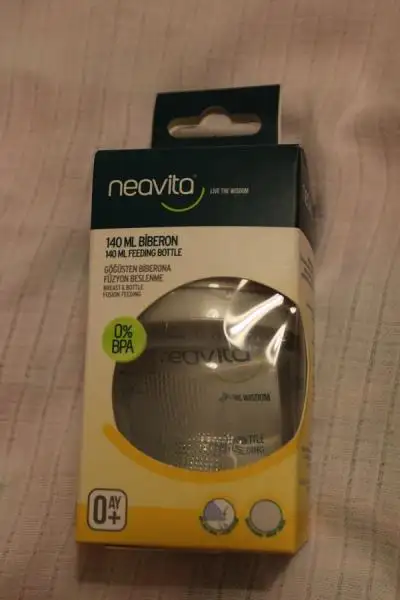 neavita
LIVE THE WISDOM
140 ML BİBERON
140 ML FEEDING BOTTLE
GÖĞÜSTEN BİBERONA
FÜZYON BESLENME
BREAST & BOTTLE
FUSION FEEDING
0%
BPA
neavita
WISDOM
0 AY
+